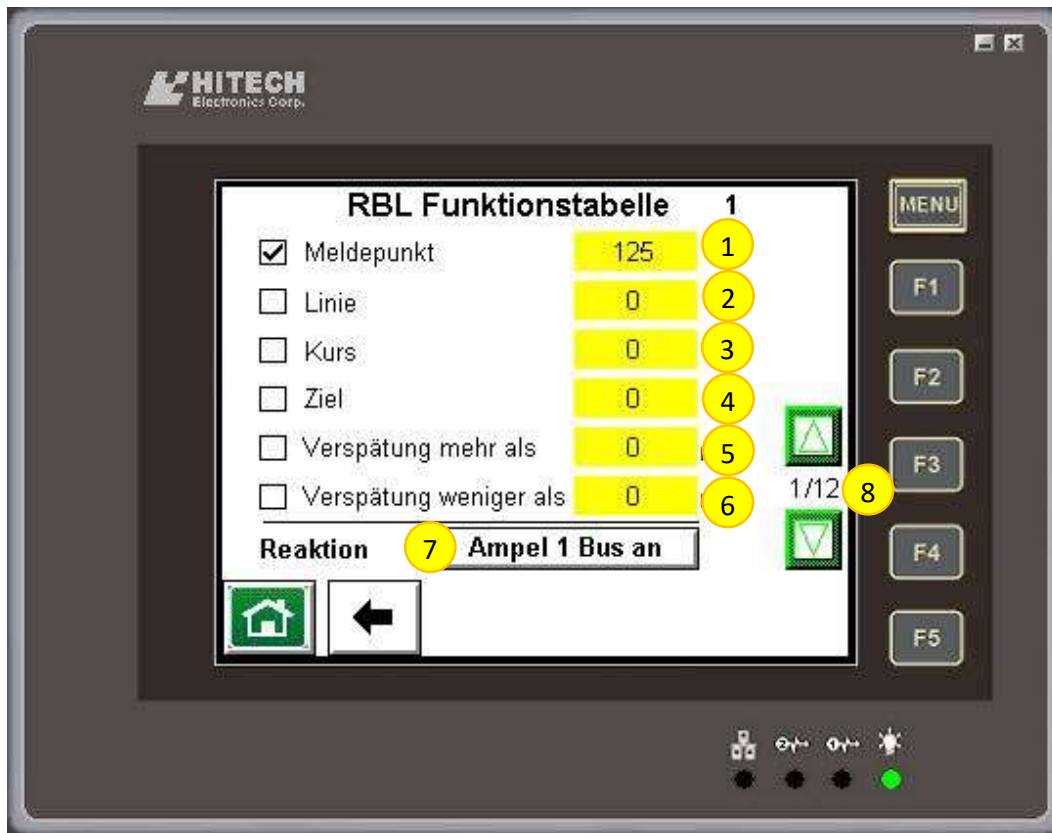 HITECH
Electronics Corp.
RBL Funktionstabelle 1
MENU
Meldepunkt 125 1
F1
Linie 0 2
Kurs 0 3
F2
Ziel 0 4
Verspätung mehr als 0 5
F3
Verspätung weniger als 0 6
1/12 8
Reaktion 7 Ampel 1 Bus an
F4
F5
2
1